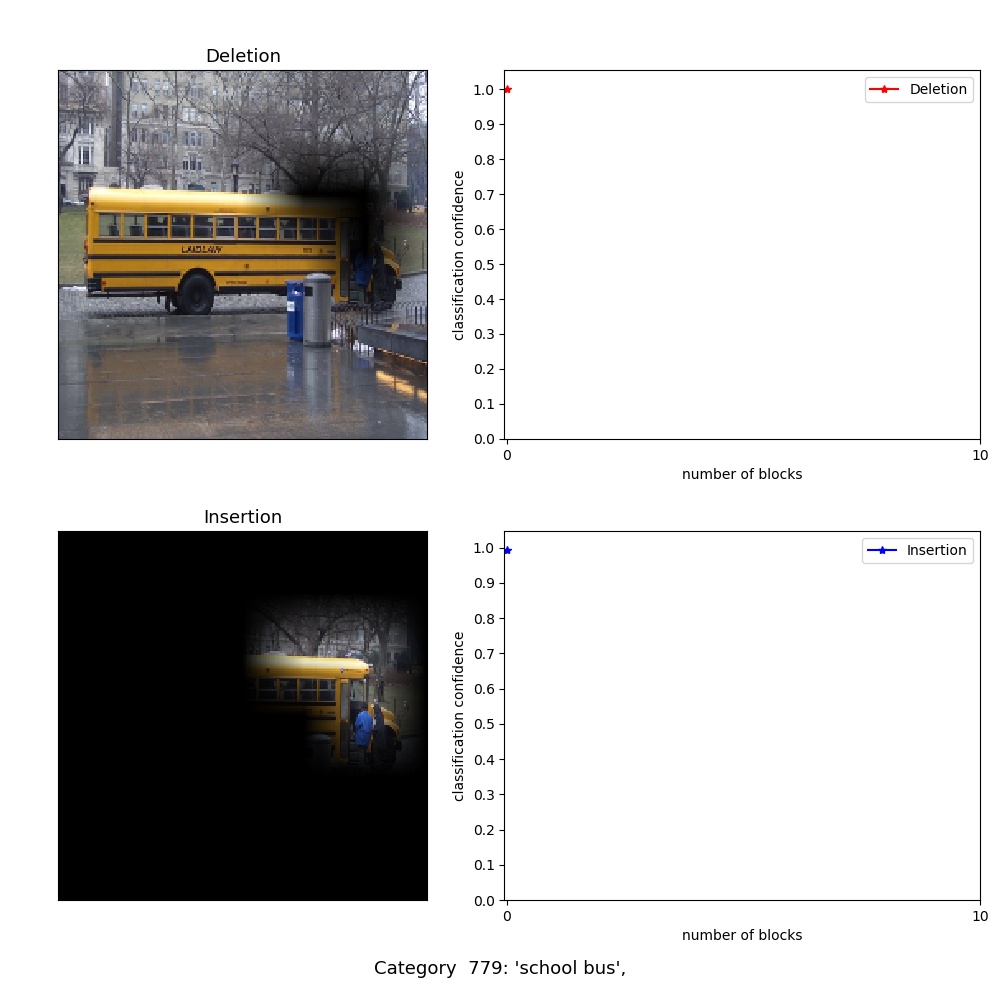 Deletion
1.0
0.9
0.8
0.7
0.6
0.5
0.4
0.3
0.2
0.1
0.0
classification confidence
Deletion
0
10
number of blocks
LAIDLAW
Insertion
1.0
0.9
0.8
0.7
0.6
0.5
0.4
0.3
0.2
0.1
0.0
classification confidence
Insertion
0
10
number of blocks
Category  779: 'school bus',